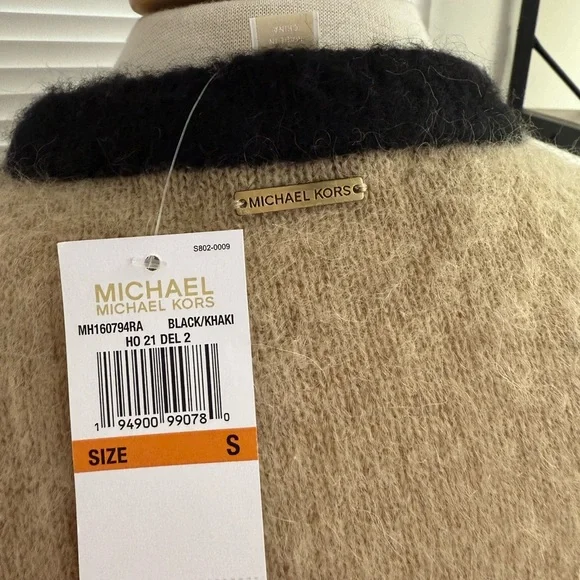 MICHAEL KORS
S802-0009
MICHAEL
MICHAEL KORS
MH160794RA BLACK/KHAKI
HO 21 DEL 2
1 94900 99078 0
SIZE S